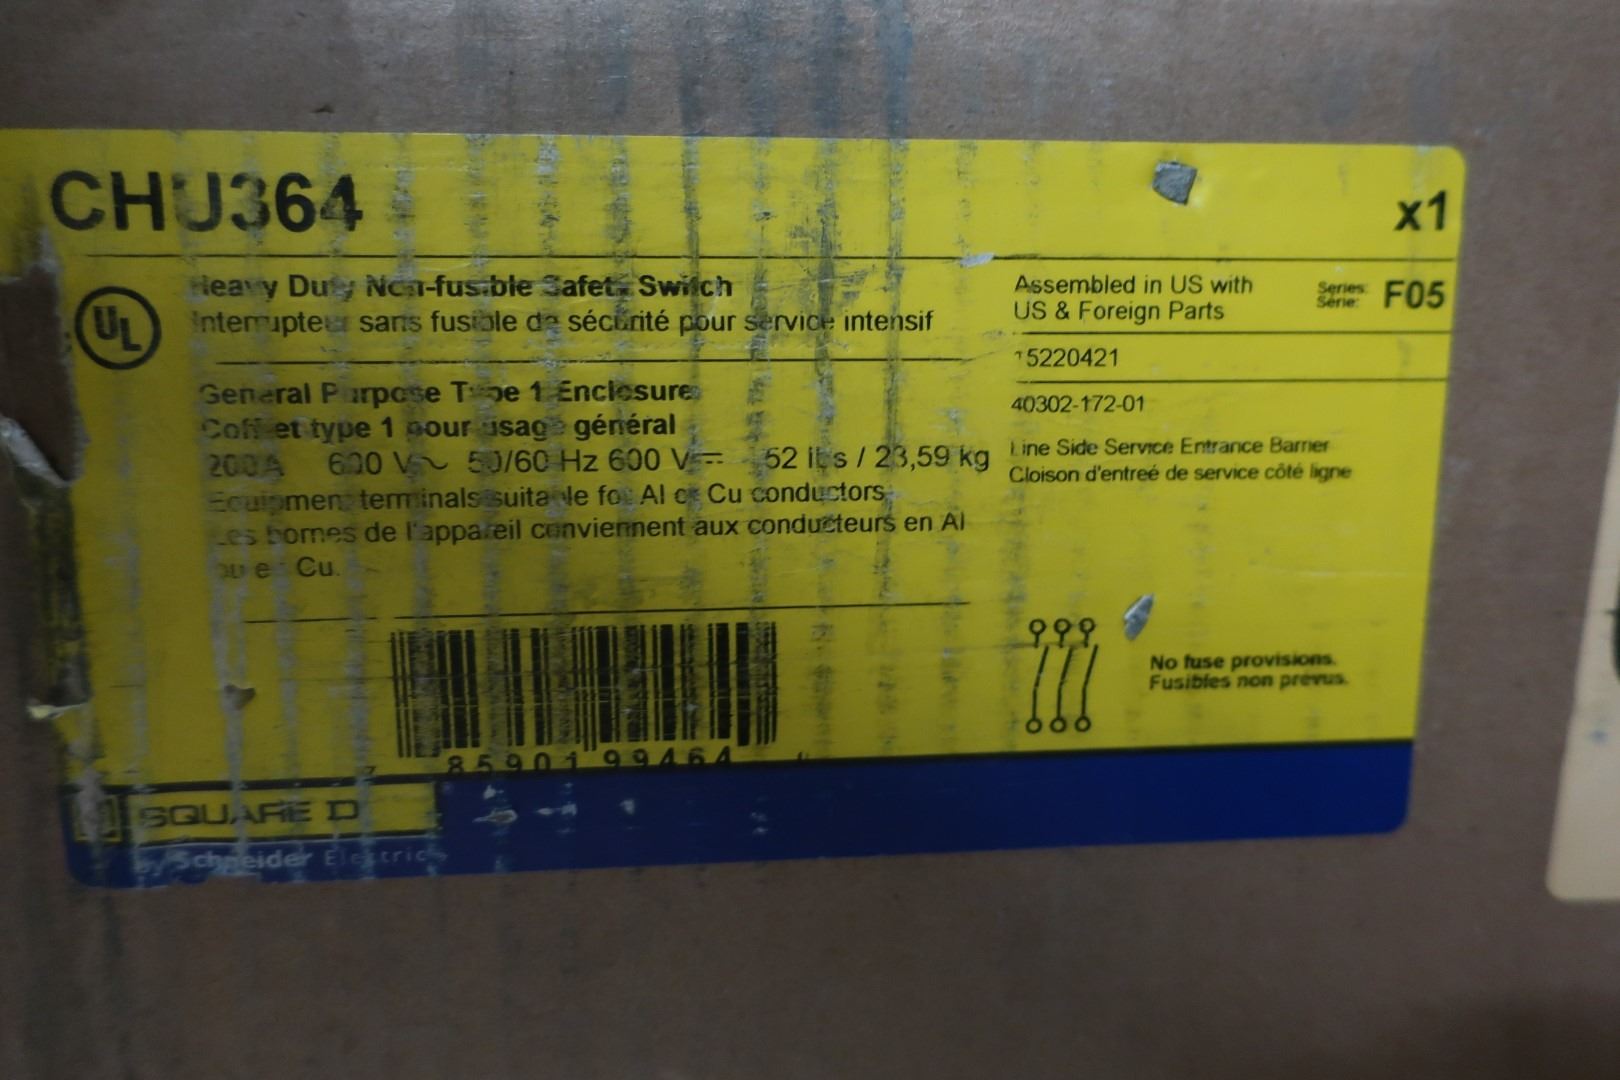 CHU364
x1
UL
Heavy Duty Non-fusible Safety Switch
Interrupteur sans fusible de sécurité pour service intensif
Assembled in US with
US & Foreign Parts
Series:
Série:
F05
15220421
General Purpose Type 1 Enclosure
Coffret type 1 pour usage général
200A 600 V~ 50/60 Hz 600 V⎓ 52 lbs / 23,59 kg
Equipment terminals suitable for Al or Cu conductors.
Les bornes de l'appareil conviennent aux conducteurs en Al
ou en Cu.
40302-172-01
Line Side Service Entrance Barrier
Cloison d'entreé de service côté ligne
No fuse provisions.
Fusibles non prévus.
7 85901 99464
SQUARE D
by Schneider Electric